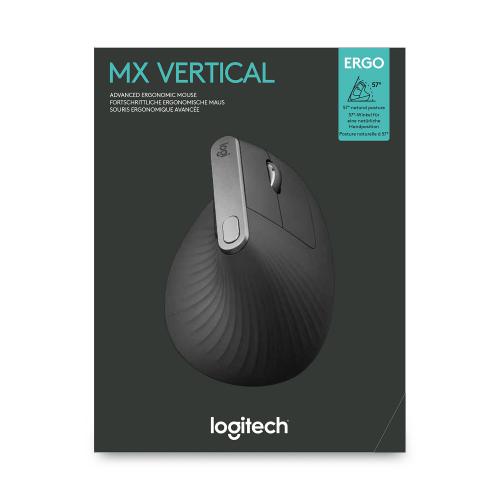 MX VERTICAL
ADVANCED ERGONOMIC MOUSE
FORTSCHRITTLICHE ERGONOMISCHE MAUS
SOURIS ERGONOMIQUE AVANCÉE
ERGO
57°
57° natural posture
57°-Winkel für
eine natürliche
Handposition
Posture naturelle à 57°
logi
logitech